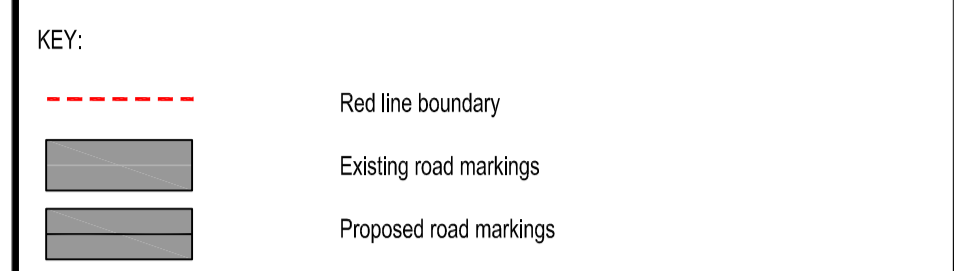 KEY:
Red line boundary
Existing road markings
Proposed road markings